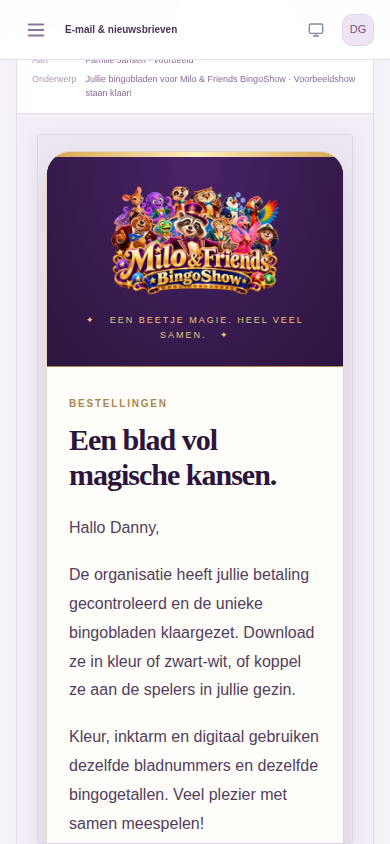 E-mail & nieuwsbrieven
DG
Aan Familie Jansen · Voorbeeld
Onderwerp Jullie bingobladen voor Milo & Friends BingoShow · Voorbeeldshow
staan klaar!
Milo & Friends
BingoShow
✦ EEN BEETJE MAGIE. HEEL VEEL
SAMEN. ✦
BESTELLINGEN
Een blad vol
magische kansen.
Hallo Danny,
De organisatie heeft jullie betaling
gecontroleerd en de unieke
bingobladen klaargezet. Download
ze in kleur of zwart-wit, of koppel
ze aan de spelers in jullie gezin.
Kleur, inktarm en digitaal gebruiken
dezelfde bladnummers en dezelfde
bingogetallen. Veel plezier met
samen meespelen!